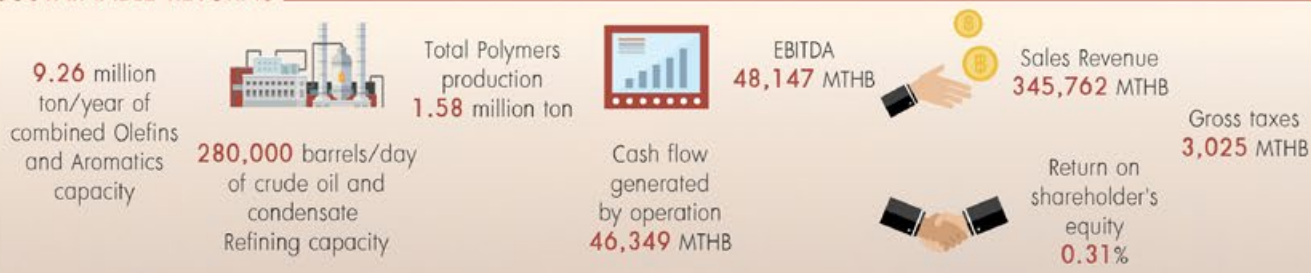 9.26 million
ton/year of
combined Olefins
and Aromatics
capacity
280,000 barrels/day
of crude oil and
condensate
Refining capacity
Total Polymers
production
1.58 million ton
Cash flow
generated
by operation
46,349 MTHB
EBITDA
48,147 MTHB
Sales Revenue
345,762 MTHB
Return on
shareholder's
equity
0.31%
Gross taxes
3,025 MTHB